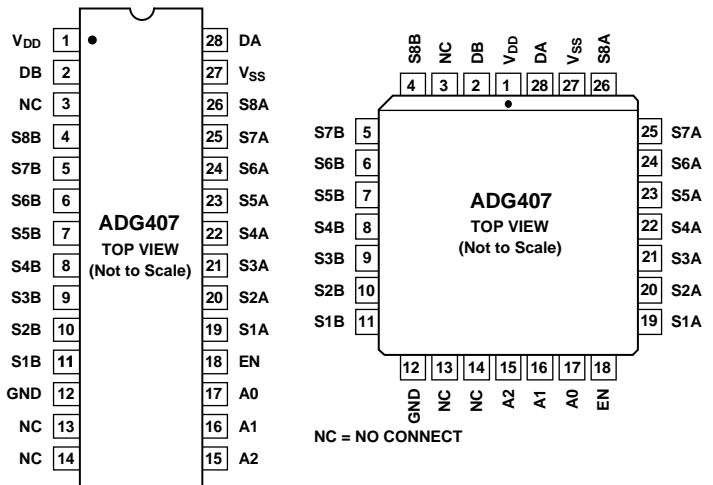 VDD 1
DB 2
NC 3
S8B 4
S7B 5
S6B 6
S5B 7
S4B 8
S3B 9
S2B 10
S1B 11
GND 12
NC 13
NC 14
ADG407
TOP VIEW
(Not to Scale)
28 DA
27 VSS
26 S8A
25 S7A
24 S6A
23 S5A
22 S4A
21 S3A
20 S2A
19 S1A
18 EN
17 A0
16 A1
15 A2
S8B NC DB VDD DA VSS S8A
4 3 2 1 28 27 26
S7B 5
S6B 6
S5B 7
S4B 8
S3B 9
S2B 10
S1B 11
ADG407
TOP VIEW
(Not to Scale)
25 S7A
24 S6A
23 S5A
22 S4A
21 S3A
20 S2A
19 S1A
12 13 14 15 16 17 18
GND NC NC A2 A1 A0 EN
NC = NO CONNECT